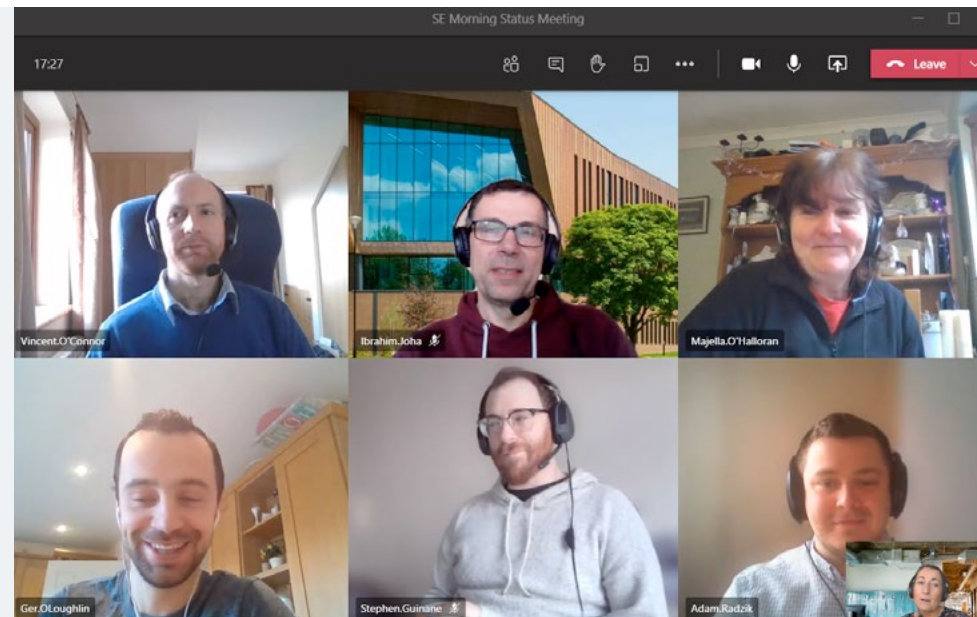 SE Morning Status Meeting
17:27
Leave
Vincent.O'Connor
Ibrahim.Joha
Majella.O'Halloran
Ger.OLoughlin
Stephen.Guinane
Adam.Radzik